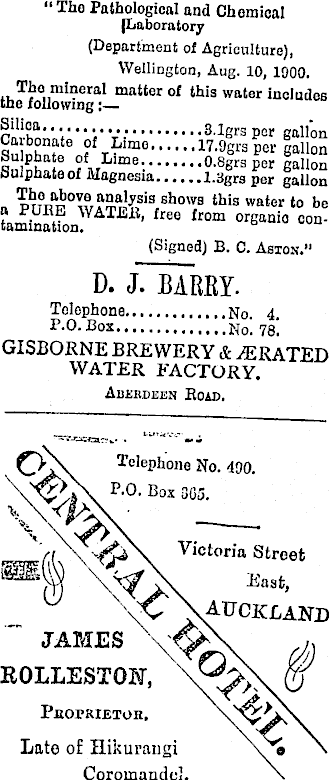 "The Pathological and Chemical
Laboratory
(Department of Agriculture),
Wellington, Aug. 10, 1900.
The mineral matter of this water includes
the following :—
Silica....................3.1grs per gallon
Carbonate of Lime......17.9grs per gallon
Sulphate of Lime.......0.8grs per gallon
Sulphate of Magnesia......1.3grs per gallon
The above analysis shows this water to be
a PURE WATER, free from organic con-
tamination.
(Signed) B. C. ASTON."
D. J. BARRY.
Telephone.............No. 4.
P.O. Box..............No. 78.
GISBORNE BREWERY & ÆRATED
WATER FACTORY.
ABERDEEN ROAD.
Telephone No. 490.
P.O. Box 365.
CENTRAL HOTEL.
Victoria Street
East,
AUCKLAND
JAMES
ROLLESTON,
PROPRIETOR,
Late of Hikurangi
Coromandel.